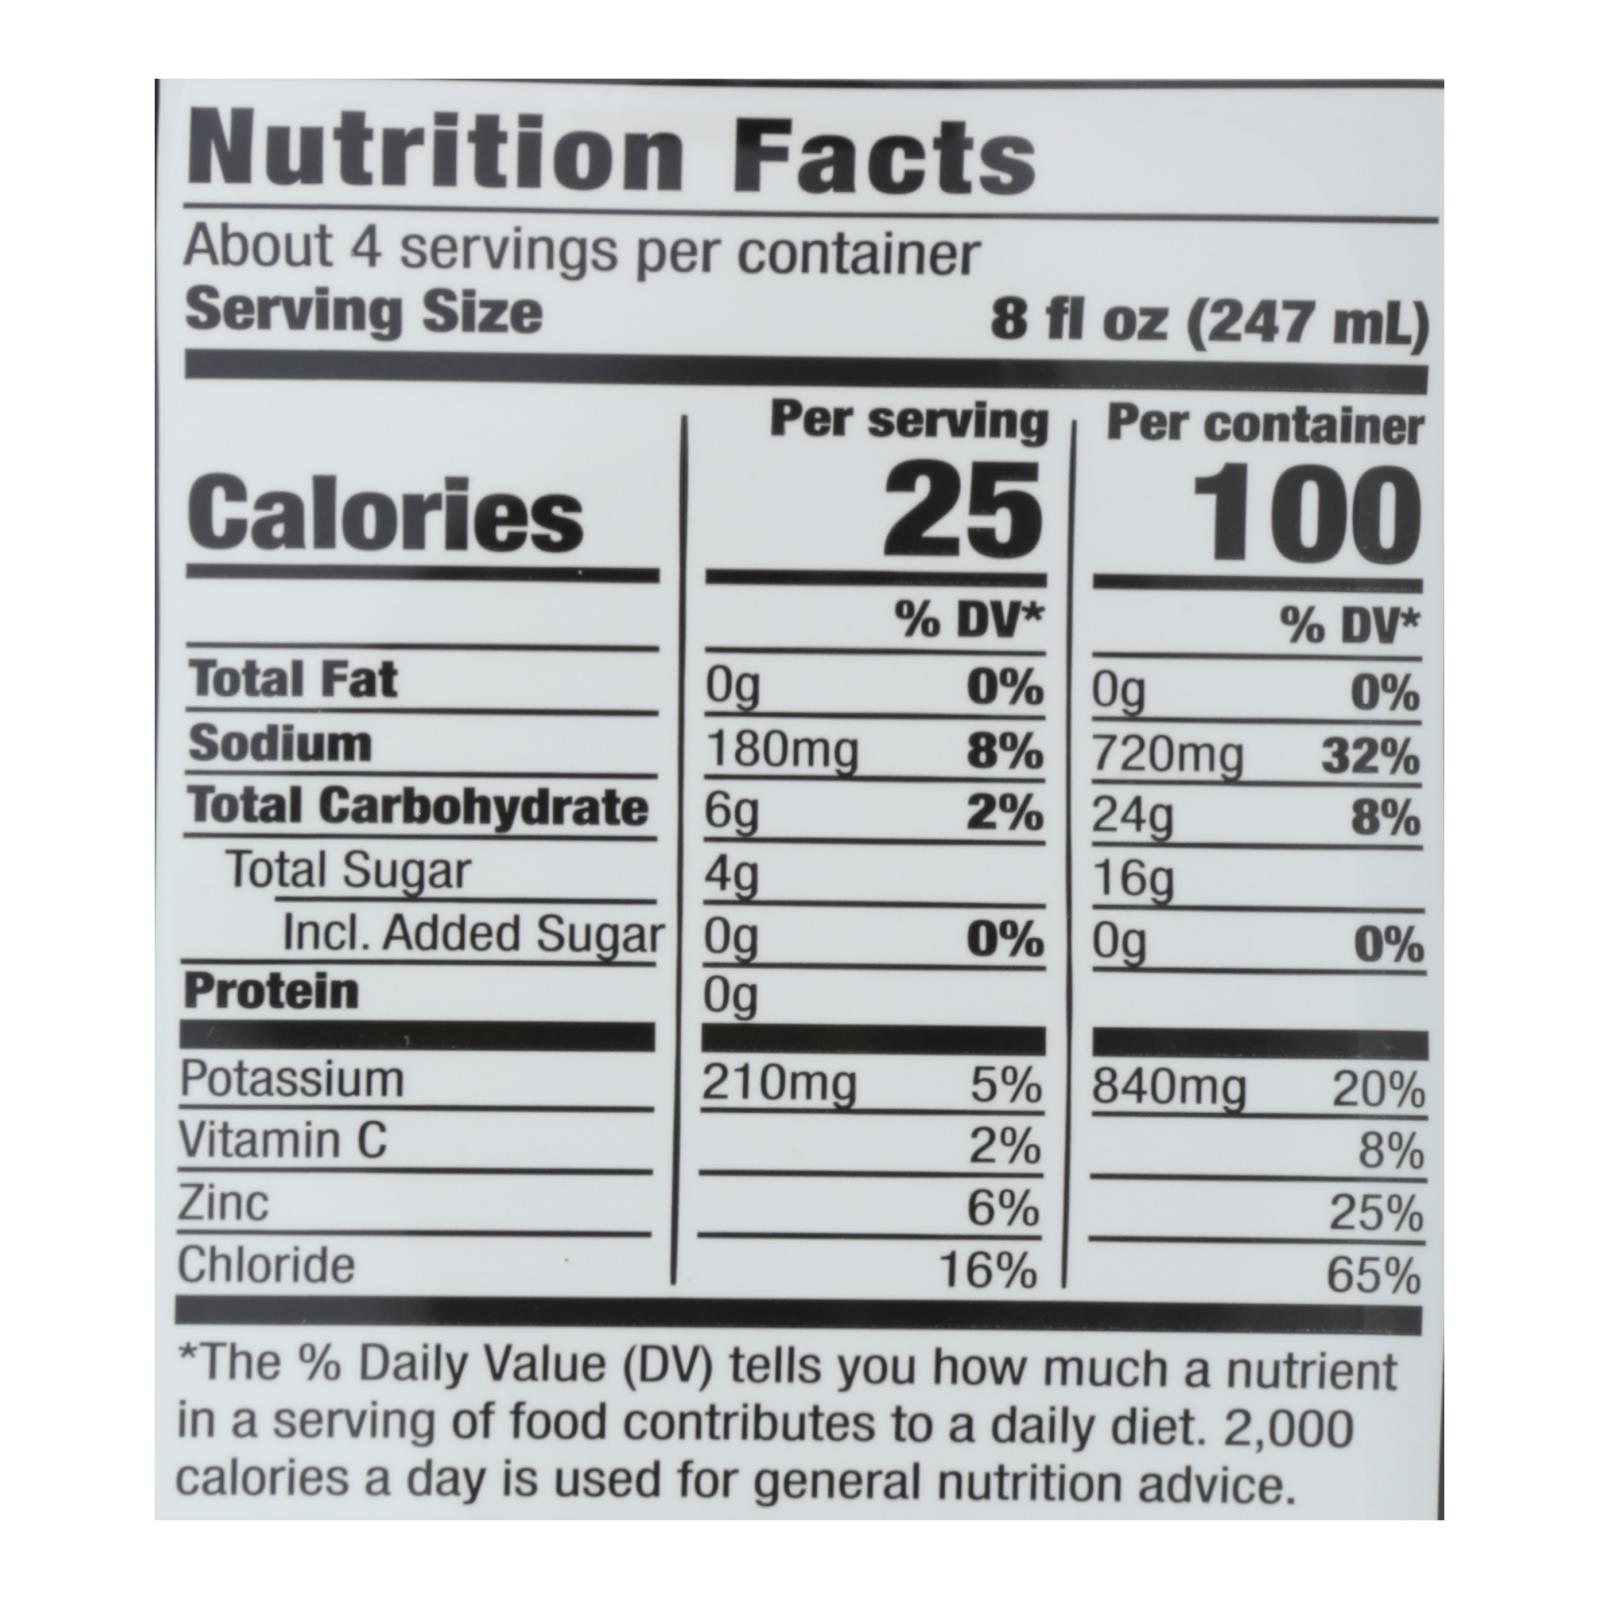 Nutrition Facts
About 4 servings per container
Serving Size 8 fl oz (247 mL)
Per serving Per container
Calories 25 100
% DV* % DV*
Total Fat 0g 0% 0g 0%
Sodium 180mg 8% 720mg 32%
Total Carbohydrate 6g 2% 24g 8%
Total Sugar 4g 16g
Incl. Added Sugar 0g 0% 0g 0%
Protein 0g
Potassium 210mg 5% 840mg 20%
Vitamin C 2% 8%
Zinc 6% 25%
Chloride 16% 65%
*The % Daily Value (DV) tells you how much a nutrient
in a serving of food contributes to a daily diet. 2,000
calories a day is used for general nutrition advice.